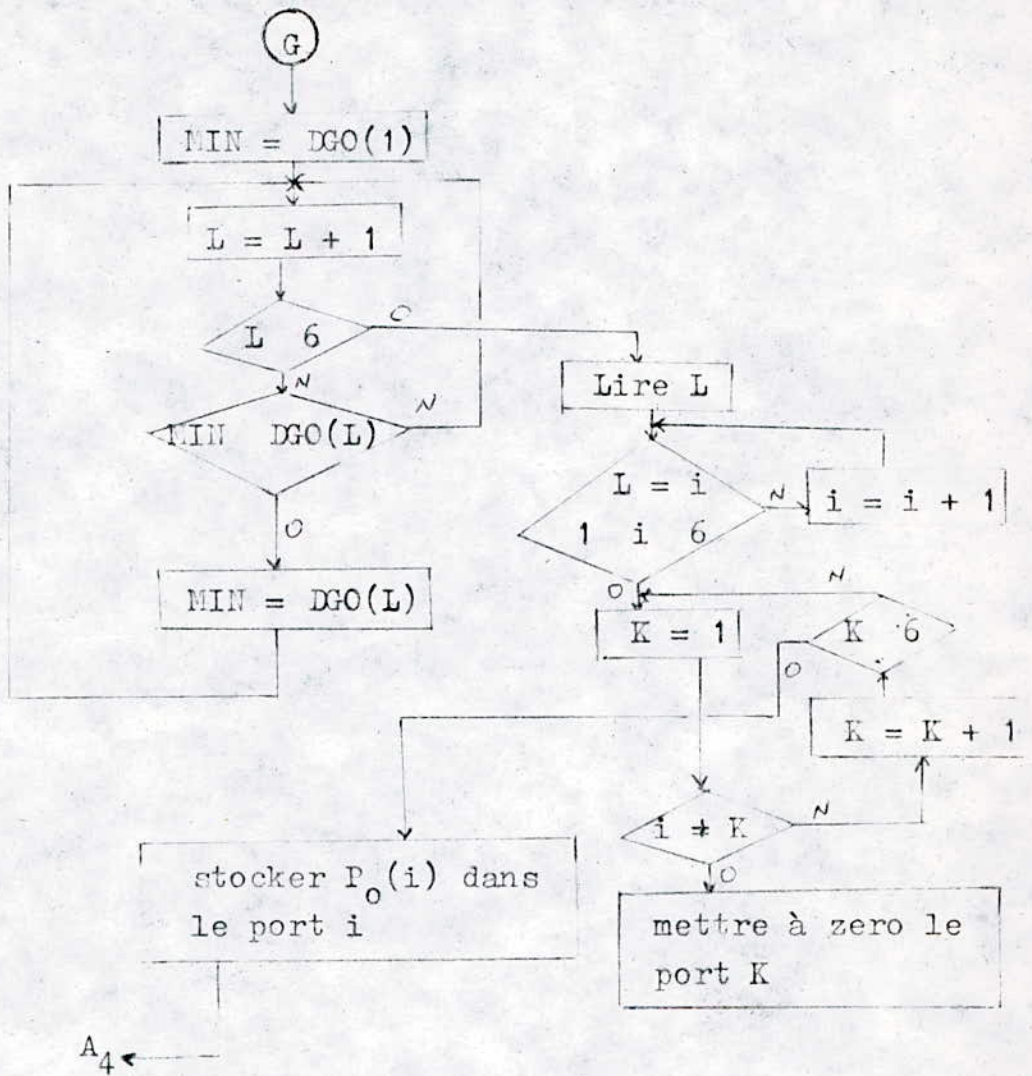 G
MIN = DGO(1)
L = L + 1
L 6
O
N
MIN DGO(L)
N
O
MIN = DGO(L)
Lire L
L = i
1 i 6
N
i = i + 1
O
K = 1
N
K 6
O
K = K + 1
i ≠ K
N
O
mettre à zero le
port K
stocker Po(i) dans
le port i
A4